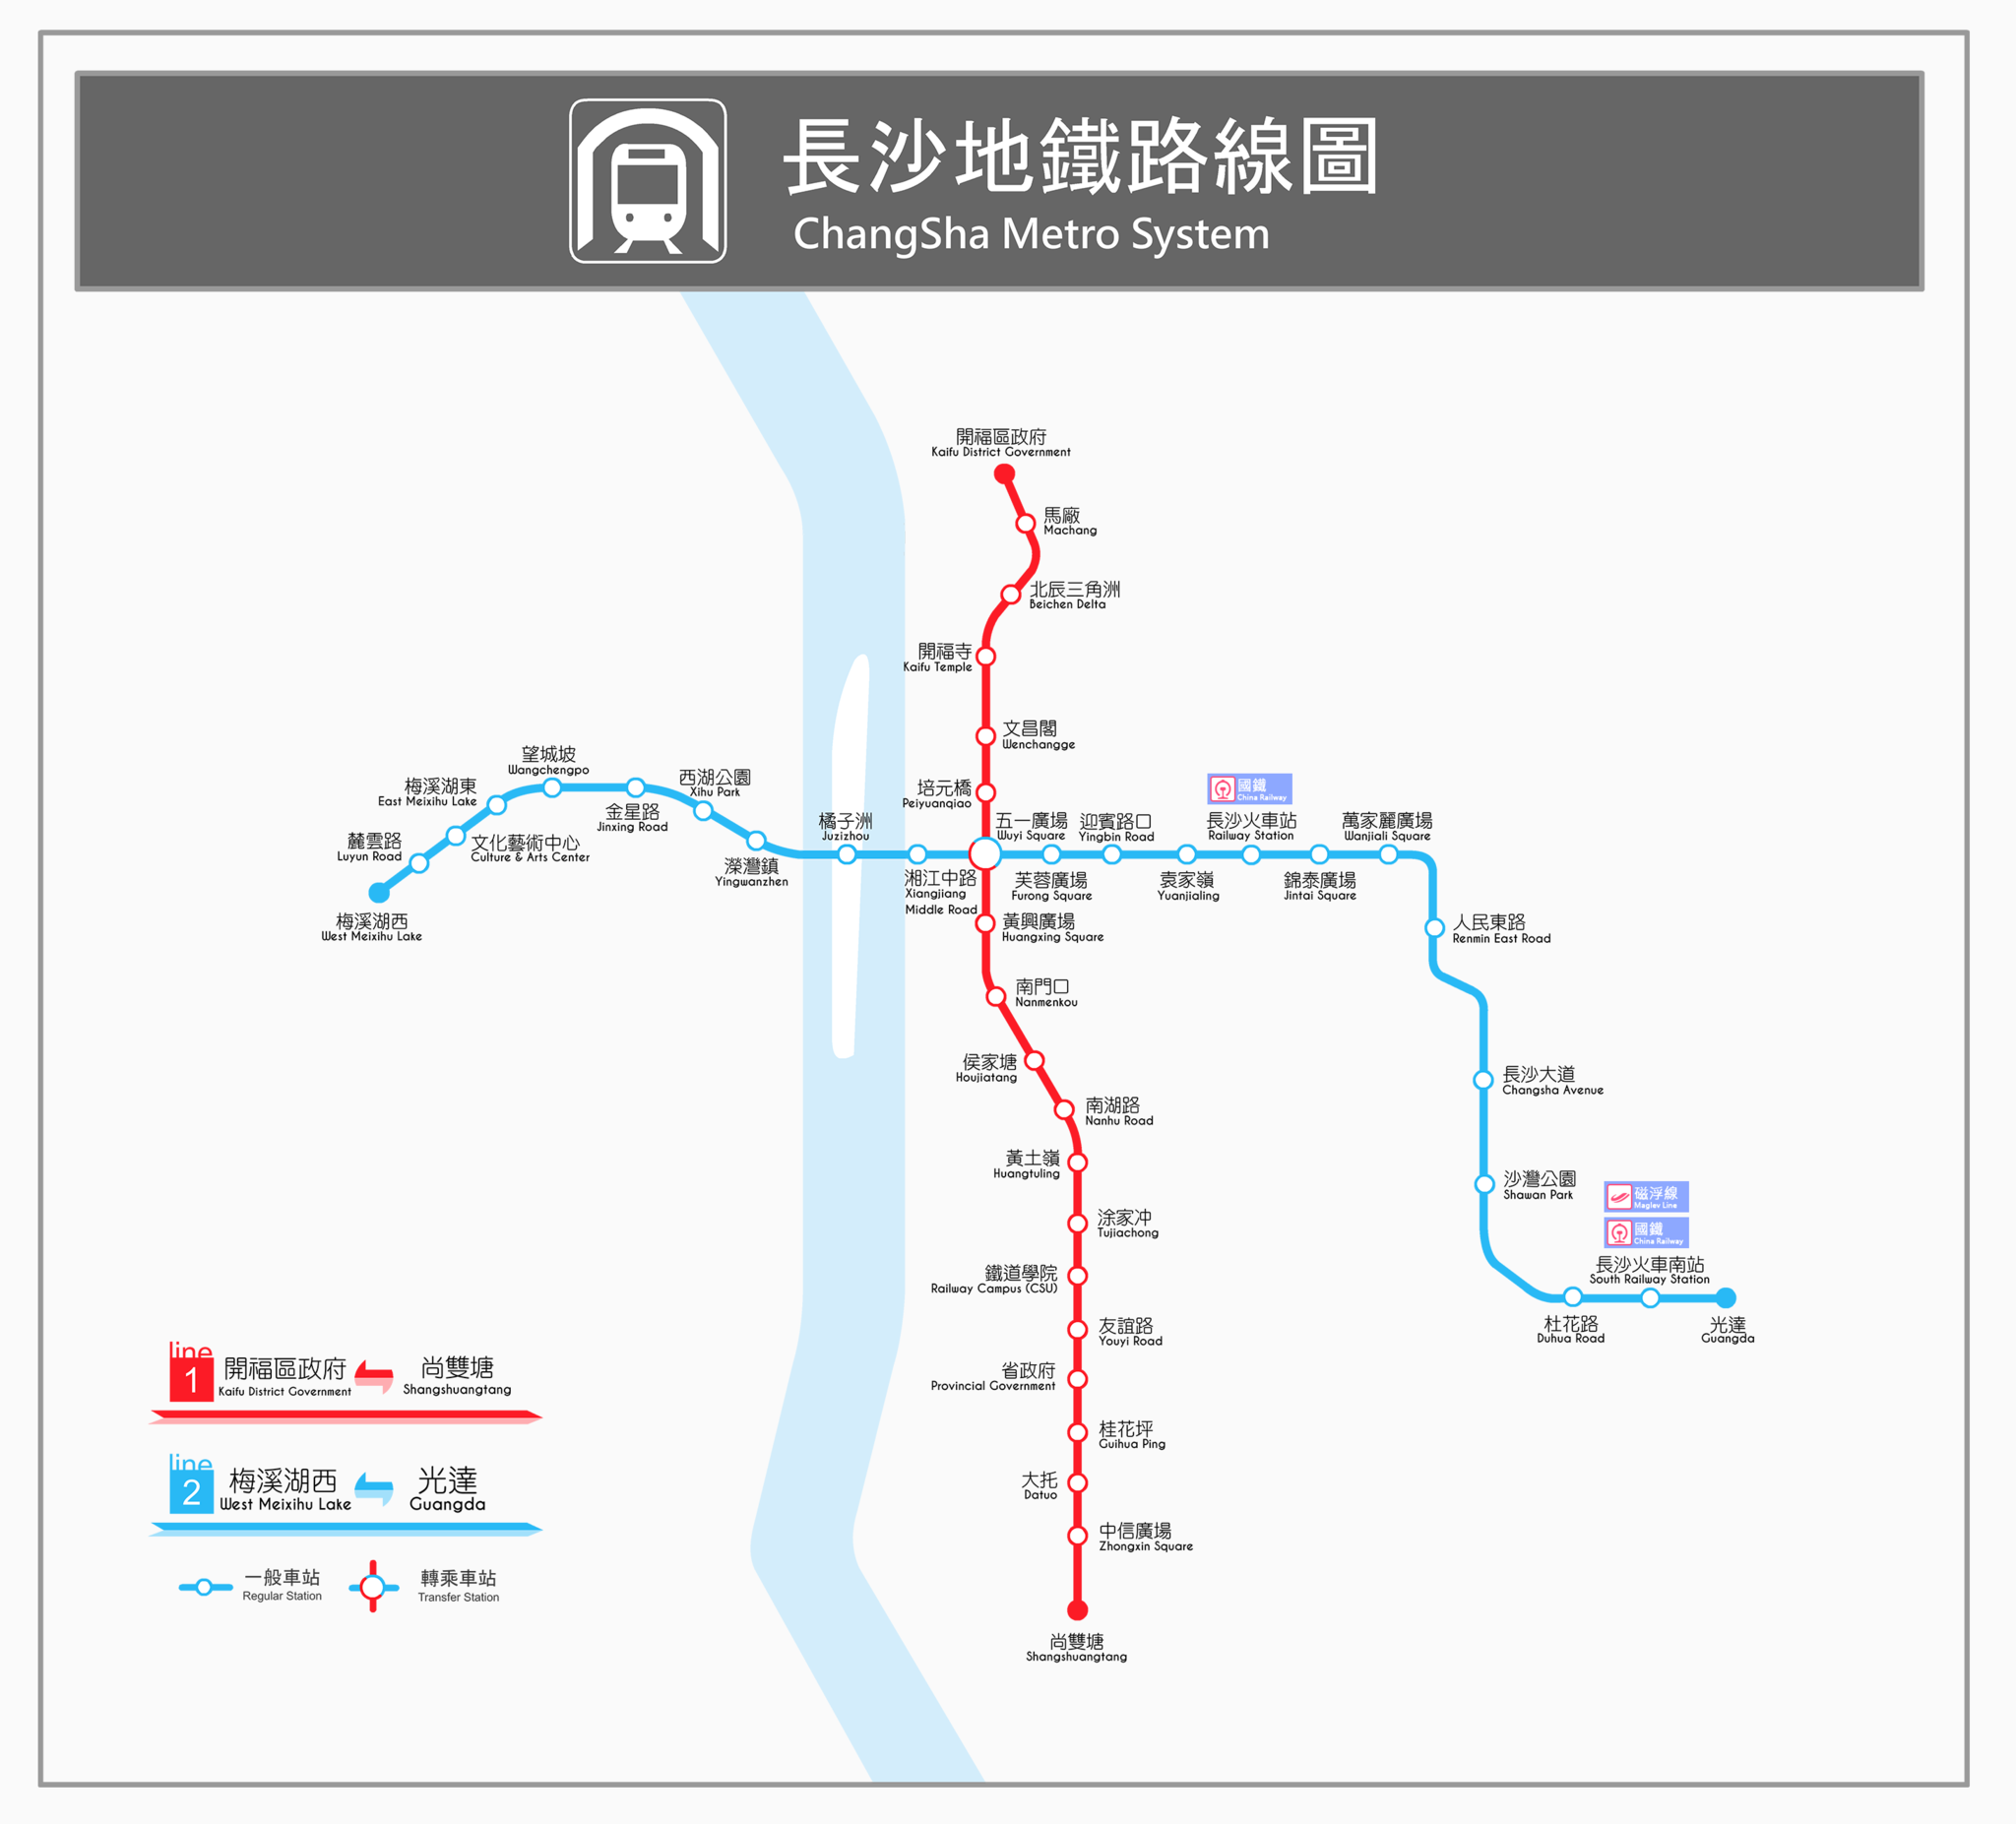 長沙地鐵路線圖
ChangSha Metro System
開福區政府
Kaifu District Government
馬廠
Machang
北辰三角洲
Beichen Delta
開福寺
Kaifu Temple
文昌閣
Wenchangge
培元橋
Peiyuanqiao
五一廣場
Wuyi Square
黃興廣場
Huangxing Square
南門口
Nanmenkou
侯家塘
Houjiatang
南湖路
Nanhu Road
黃土嶺
Huangtuling
涂家冲
Tujiachong
鐵道學院
Railway Campus (CSU)
友誼路
Youyi Road
省政府
Provincial Government
桂花坪
Guihua Ping
大托
Datuo
中信廣場
Zhongxin Square
尚雙塘
Shangshuangtang
梅溪湖西
West Meixihu Lake
麓雲路
Luyun Road
文化藝術中心
Culture & Arts Center
梅溪湖東
East Meixihu Lake
望城坡
Wangchengpo
金星路
Jinxing Road
西湖公園
Xihu Park
溁灣鎮
Yingwanzhen
橘子洲
Juzizhou
湘江中路
Xiangjiang
Middle Road
芙蓉廣場
Furong Square
迎賓路口
Yingbin Road
袁家嶺
Yuanjialing
國鐵
China Railway
長沙火車站
Railway Station
錦泰廣場
Jintai Square
萬家麗廣場
Wanjiali Square
人民東路
Renmin East Road
長沙大道
Changsha Avenue
沙灣公園
Shawan Park
杜花路
Duhua Road
磁浮線
Maglev Line
國鐵
China Railway
長沙火車南站
South Railway Station
光達
Guangda
line
1
開福區政府
Kaifu District Government
尚雙塘
Shangshuangtang
line
2
梅溪湖西
West Meixihu Lake
光達
Guangda
一般車站
Regular Station
轉乘車站
Transfer Station